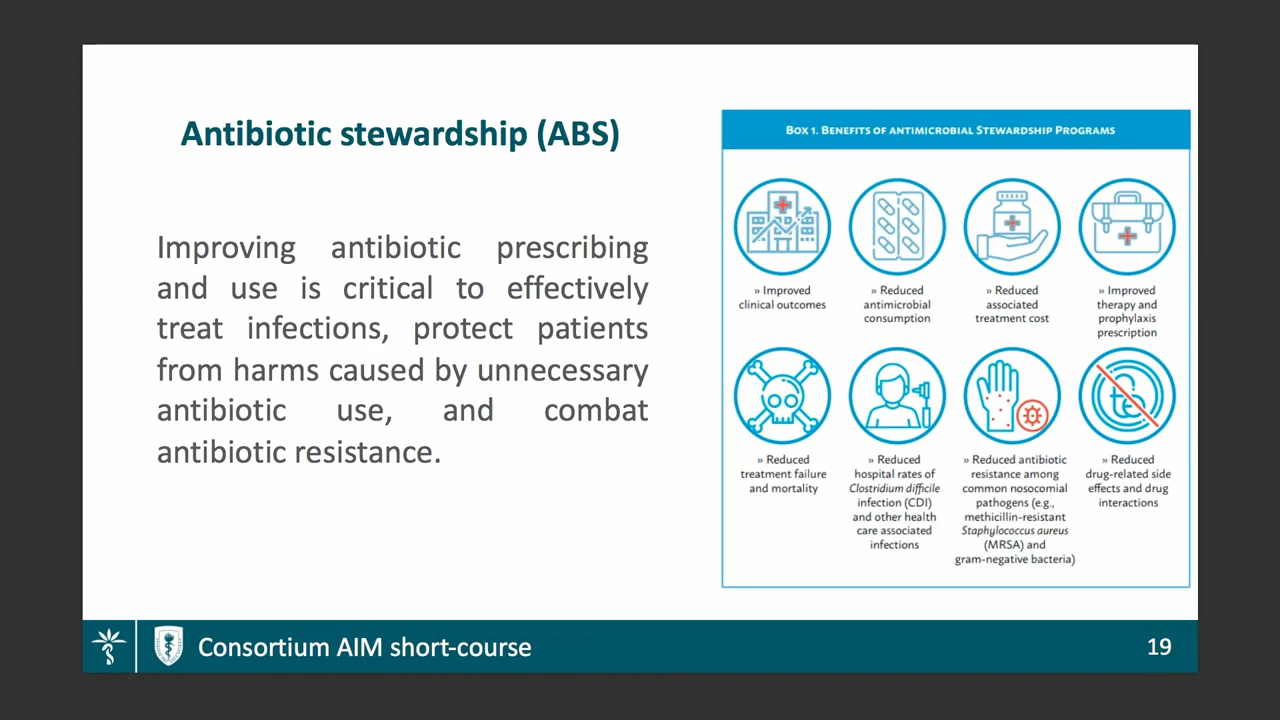 Antibiotic stewardship (ABS)
Improving antibiotic prescribing
and use is critical to effectively
treat infections, protect patients
from harms caused by unnecessary
antibiotic use, and combat
antibiotic resistance.
Box 1. Benefits of antimicrobial Stewardship Programs
» Improved
clinical outcomes
» Reduced
antimicrobial
consumption
» Reduced
associated
treatment cost
» Improved
therapy and
prophylaxis
prescription
» Reduced
treatment failure
and mortality
» Reduced
hospital rates of
Clostridium difficile
infection (CDI)
and other health
care associated
infections
» Reduced antibiotic
resistance among
common nosocomial
pathogens (e.g.,
methicillin-resistant
Staphylococcus aureus
(MRSA) and
gram-negative bacteria)
» Reduced
drug-related side
effects and drug
interactions
Consortium AIM short-course
19